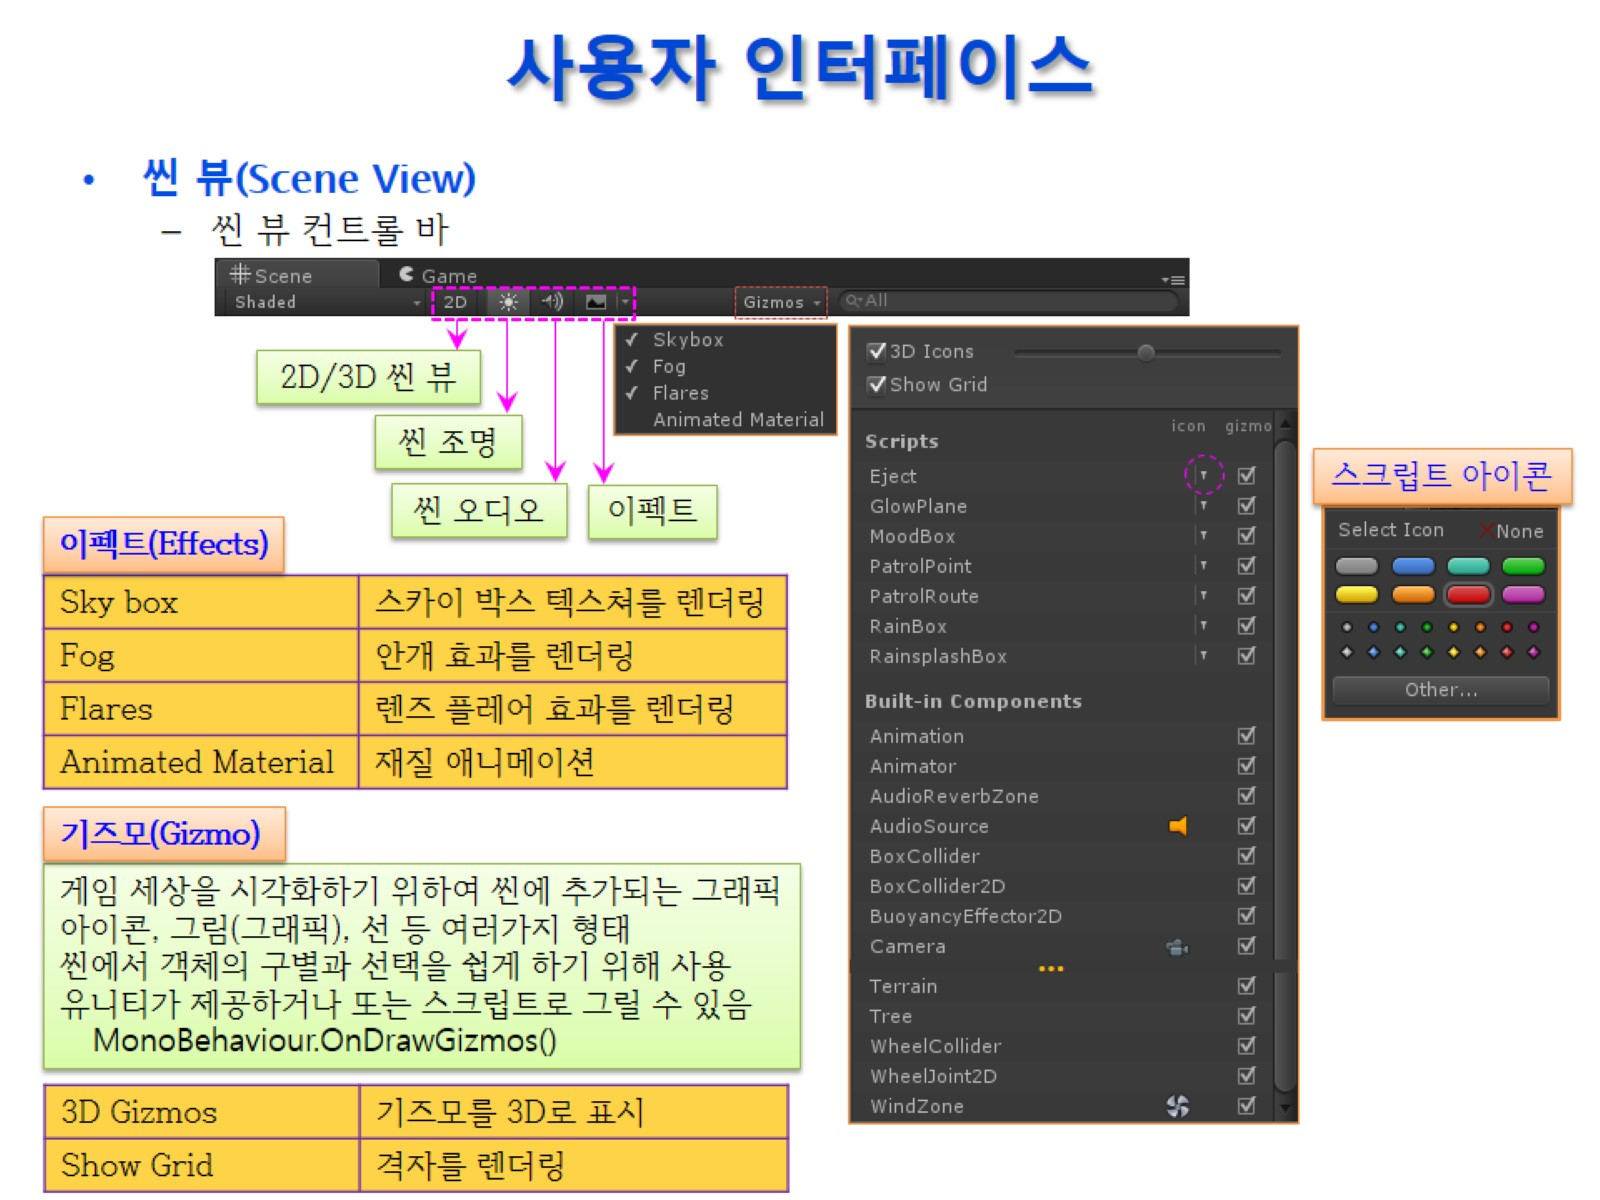 사용자 인터페이스
• 씬 뷰(Scene View)
– 씬 뷰 컨트롤 바
Scene Game
Shaded 2D Gizmos All
2D/3D 씬 뷰
씬 조명
씬 오디오
이펙트
✓ Skybox
✓ Fog
✓ Flares
Animated Material
이펙트(Effects)
Sky box 스카이 박스 텍스쳐를 렌더링
Fog 안개 효과를 렌더링
Flares 렌즈 플레어 효과를 렌더링
Animated Material 재질 애니메이션
기즈모(Gizmo)
게임 세상을 시각화하기 위하여 씬에 추가되는 그래픽
아이콘, 그림(그래픽), 선 등 여러가지 형태
씬에서 객체의 구별과 선택을 쉽게 하기 위해 사용
유니티가 제공하거나 또는 스크립트로 그릴 수 있음
MonoBehaviour.OnDrawGizmos()
3D Gizmos 기즈모를 3D로 표시
Show Grid 격자를 렌더링
3D Icons
Show Grid
icon gizmo
Scripts
Eject
GlowPlane
MoodBox
PatrolPoint
PatrolRoute
RainBox
RainsplashBox
Built-in Components
Animation
Animator
AudioReverbZone
AudioSource
BoxCollider
BoxCollider2D
BuoyancyEffector2D
Camera
•••
Terrain
Tree
WheelCollider
WheelJoint2D
WindZone
스크립트 아이콘
Select Icon None
Other...